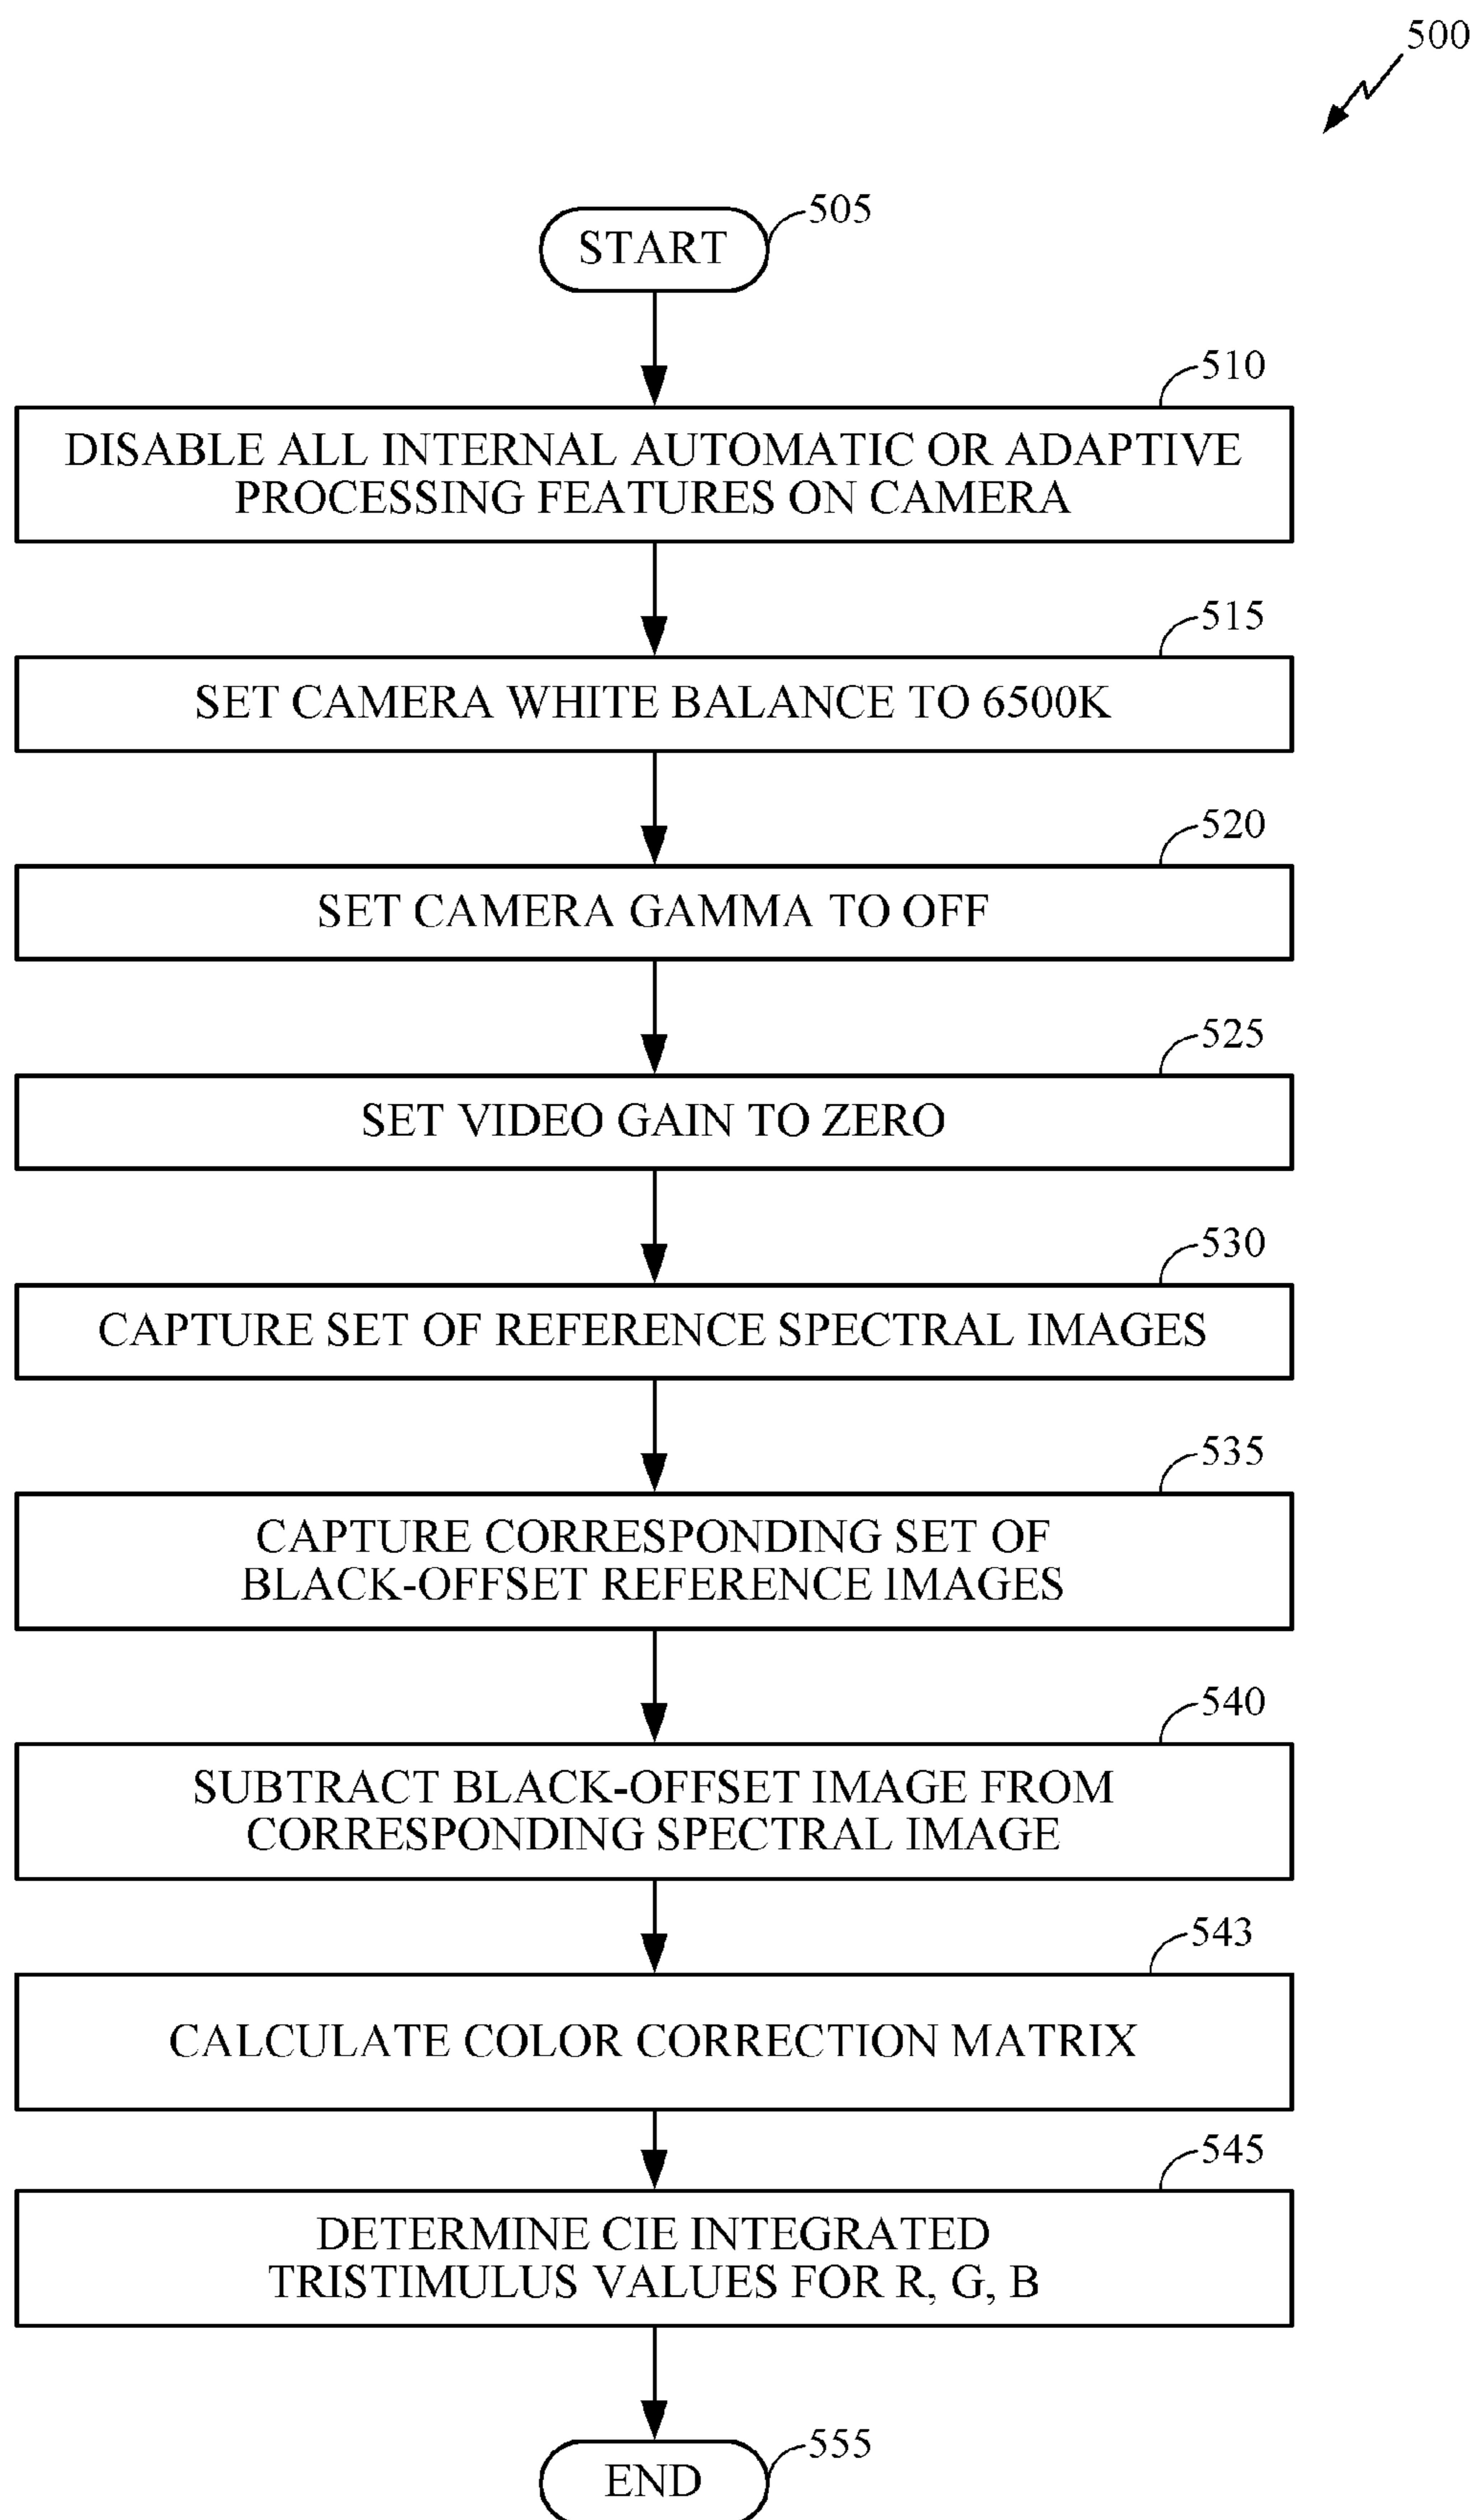 500
START
505
510
DISABLE ALL INTERNAL AUTOMATIC OR ADAPTIVE
PROCESSING FEATURES ON CAMERA
515
SET CAMERA WHITE BALANCE TO 6500K
520
SET CAMERA GAMMA TO OFF
525
SET VIDEO GAIN TO ZERO
530
CAPTURE SET OF REFERENCE SPECTRAL IMAGES
535
CAPTURE CORRESPONDING SET OF
BLACK-OFFSET REFERENCE IMAGES
540
SUBTRACT BLACK-OFFSET IMAGE FROM
CORRESPONDING SPECTRAL IMAGE
543
CALCULATE COLOR CORRECTION MATRIX
545
DETERMINE CIE INTEGRATED
TRISTIMULUS VALUES FOR R, G, B
555
END